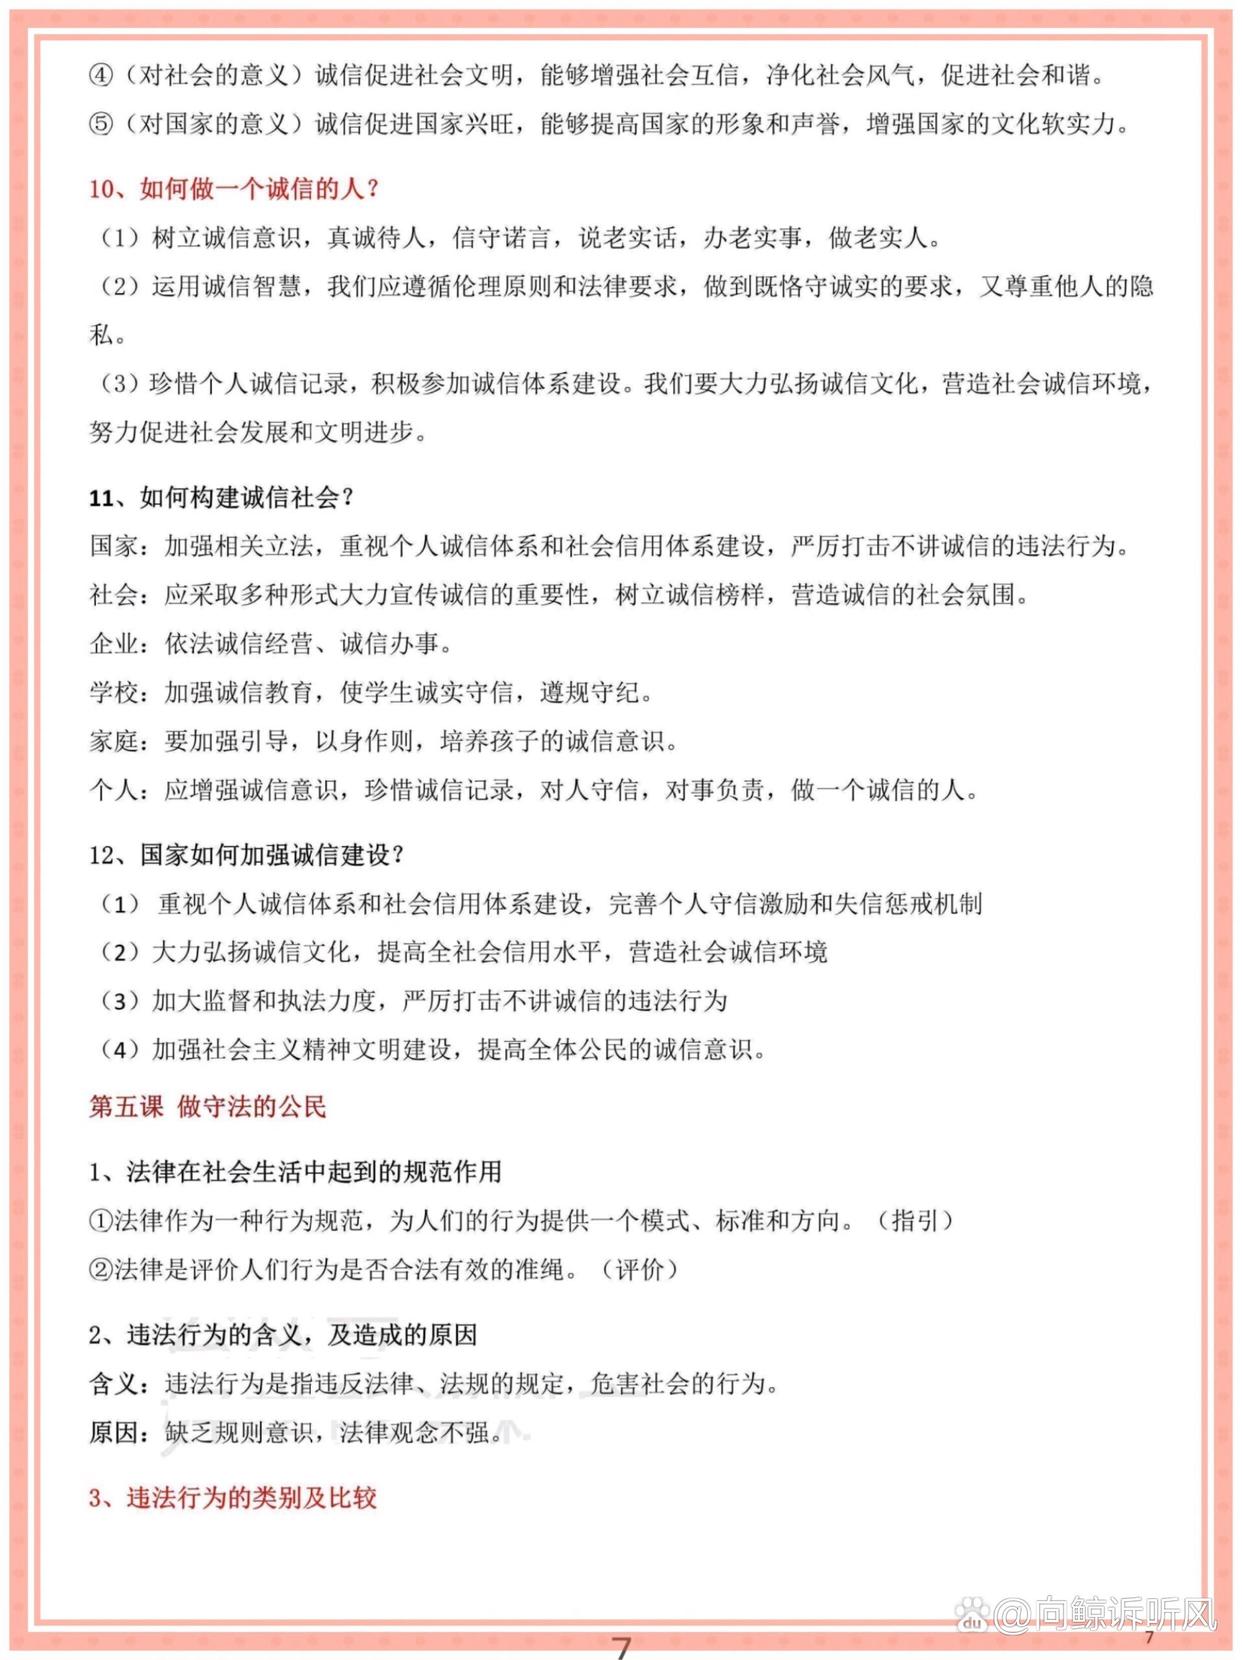 ④（对社会的意义）诚信促进社会文明，能够增强社会互信，净化社会风气，促进社会和谐。
⑤（对国家的意义）诚信促进国家兴旺，能够提高国家的形象和声誉，增强国家的文化软实力。
10、如何做一个诚信的人？
（1）树立诚信意识，真诚待人，信守诺言，说老实话，办老实事，做老实人。
（2）运用诚信智慧，我们应遵循伦理原则和法律要求，做到既恪守诚实的要求，又尊重他人的隐
私。
（3）珍惜个人诚信记录，积极参加诚信体系建设。我们要大力弘扬诚信文化，营造社会诚信环境，
努力促进社会发展和文明进步。
11、如何构建诚信社会？
国家：加强相关立法，重视个人诚信体系和社会信用体系建设，严厉打击不讲诚信的违法行为。
社会：应采取多种形式大力宣传诚信的重要性，树立诚信榜样，营造诚信的社会氛围。
企业：依法诚信经营、诚信办事。
学校：加强诚信教育，使学生诚实守信，遵规守纪。
家庭：要加强引导，以身作则，培养孩子的诚信意识。
个人：应增强诚信意识，珍惜诚信记录，对人守信，对事负责，做一个诚信的人。
12、国家如何加强诚信建设？
（1） 重视个人诚信体系和社会信用体系建设，完善个人守信激励和失信惩戒机制
（2）大力弘扬诚信文化，提高全社会信用水平，营造社会诚信环境
（3）加大监督和执法力度，严厉打击不讲诚信的违法行为
（4）加强社会主义精神文明建设，提高全体公民的诚信意识。
第五课 做守法的公民
1、法律在社会生活中起到的规范作用
①法律作为一种行为规范，为人们的行为提供一个模式、标准和方向。（指引）
②法律是评价人们行为是否合法有效的准绳。（评价）
2、违法行为的含义，及造成的原因
含义：违法行为是指违反法律、法规的规定，危害社会的行为。
原因：缺乏规则意识，法律观念不强。
3、违法行为的类别及比较
du @向鲸诉听风
7
7